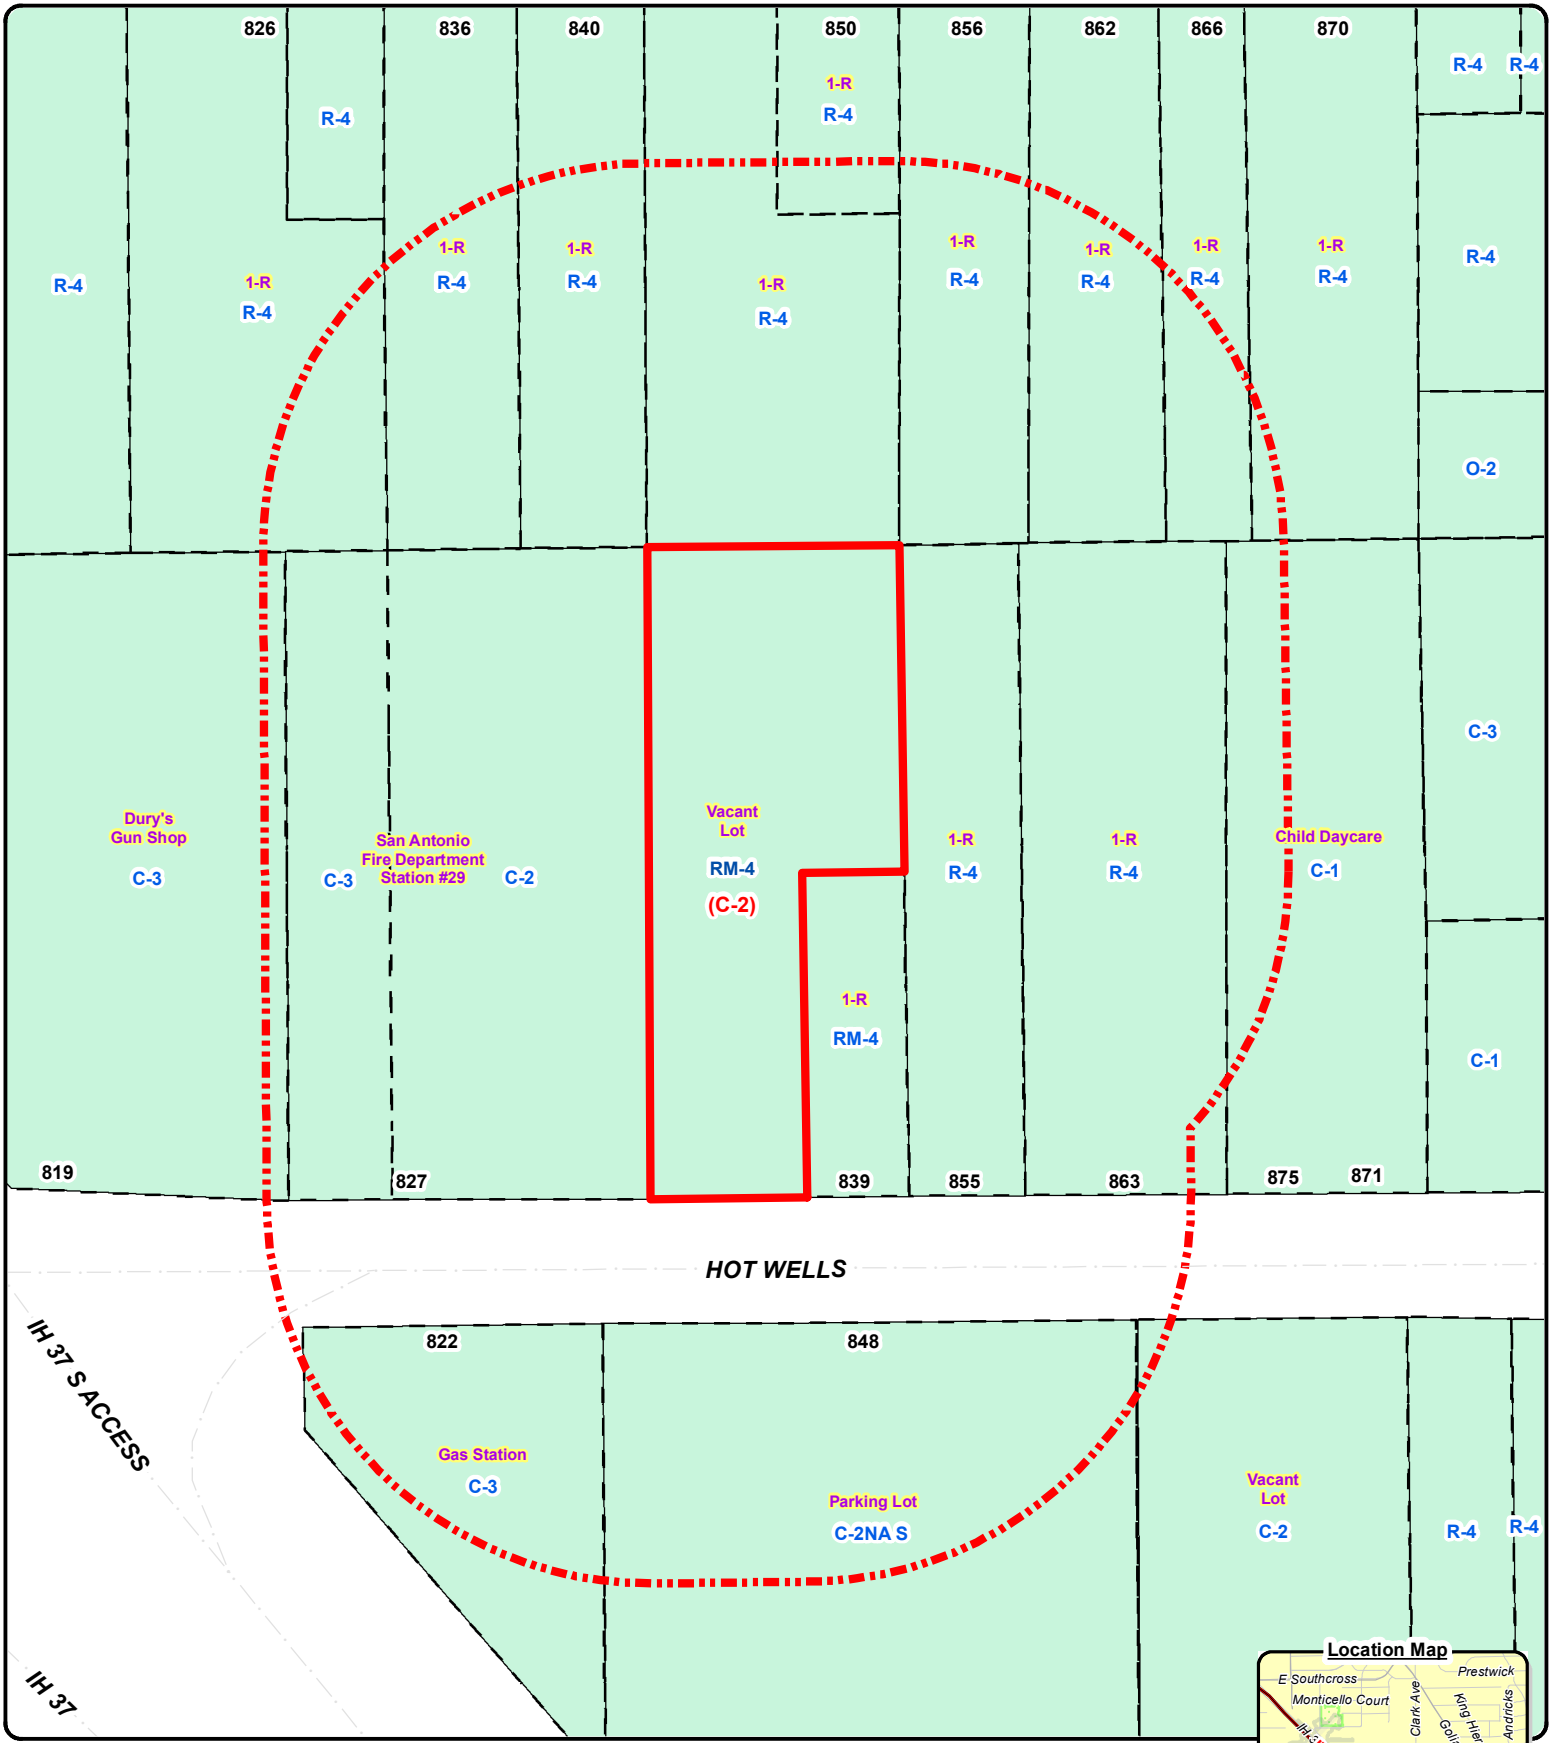 826
836
840
850
856
862
866
870
R-4
R-4
1-R
R-4
R-4
R-4
1-R
R-4
1-R
R-4
1-R
R-4
1-R
R-4
1-R
R-4
1-R
R-4
1-R
R-4
1-R
R-4
R-4
O-2
Dury's
Gun Shop
C-3
San Antonio
Fire Department
Station #29
C-3
C-2
Vacant
Lot
RM-4
(C-2)
1-R
R-4
1-R
R-4
Child Daycare
C-1
C-3
1-R
RM-4
C-1
819
827
839
855
863
875
871
HOT WELLS
IH 37 S ACCESS
822
848
Gas Station
C-3
Parking Lot
C-2NA S
Vacant
Lot
C-2
R-4
R-4
IH 37
Location Map
E Southcross
Prestwick
Monticello Court
Clark Ave
King Hier
Andricks